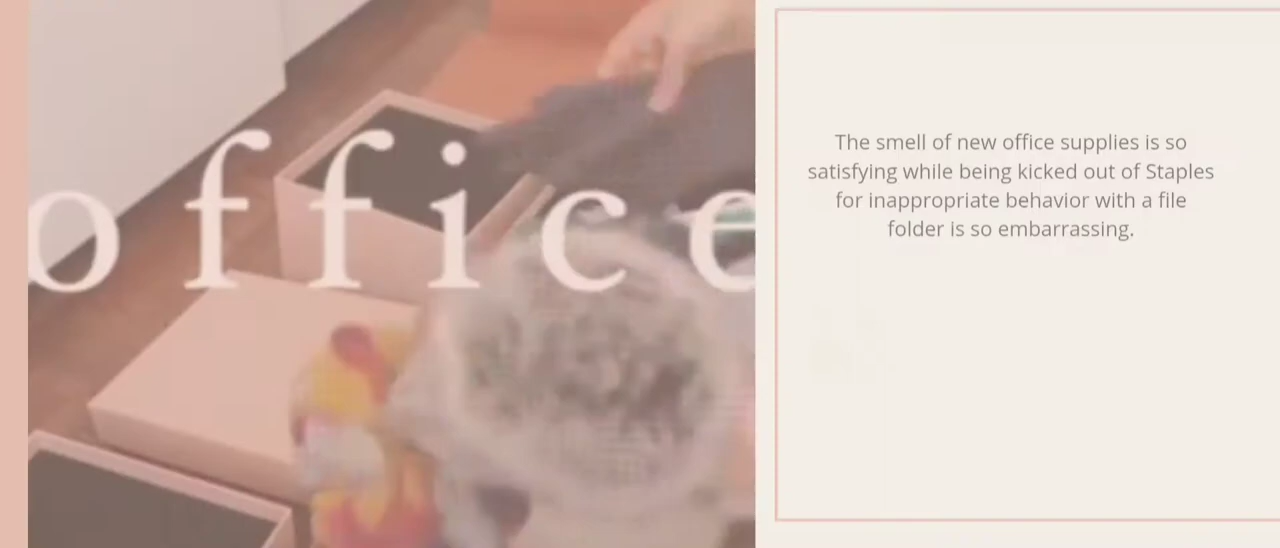 office
The smell of new office supplies is so
satisfying while being kicked out of Staples
for inappropriate behavior with a file
folder is so embarrassing.